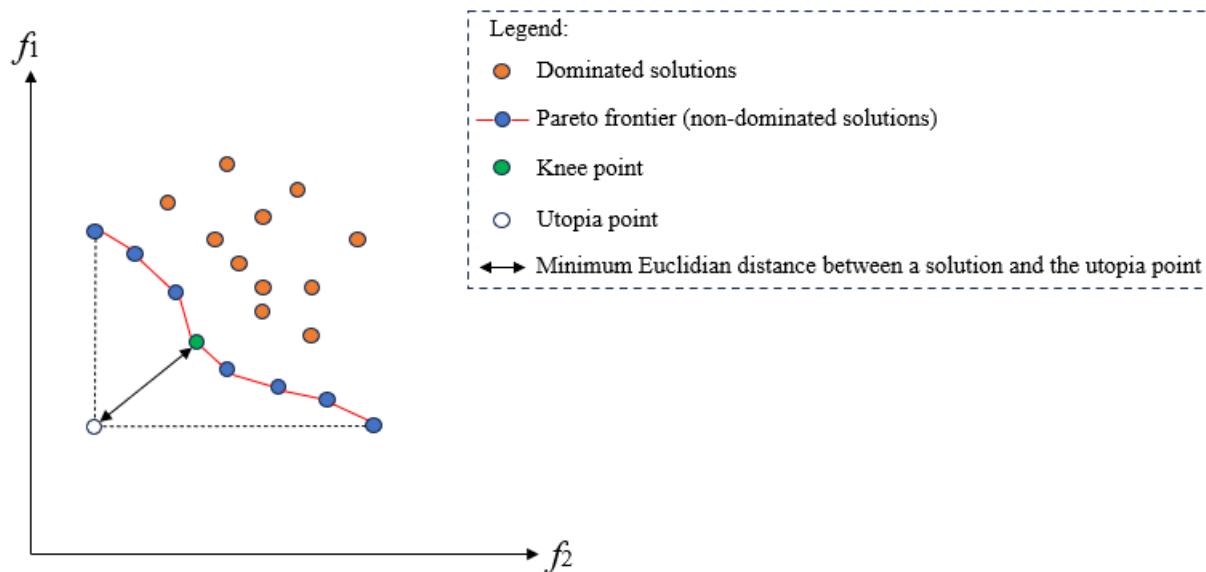 f1
Legend:
Dominated solutions
Pareto frontier (non-dominated solutions)
Knee point
Utopia point
Minimum Euclidian distance between a solution and the utopia point
f2